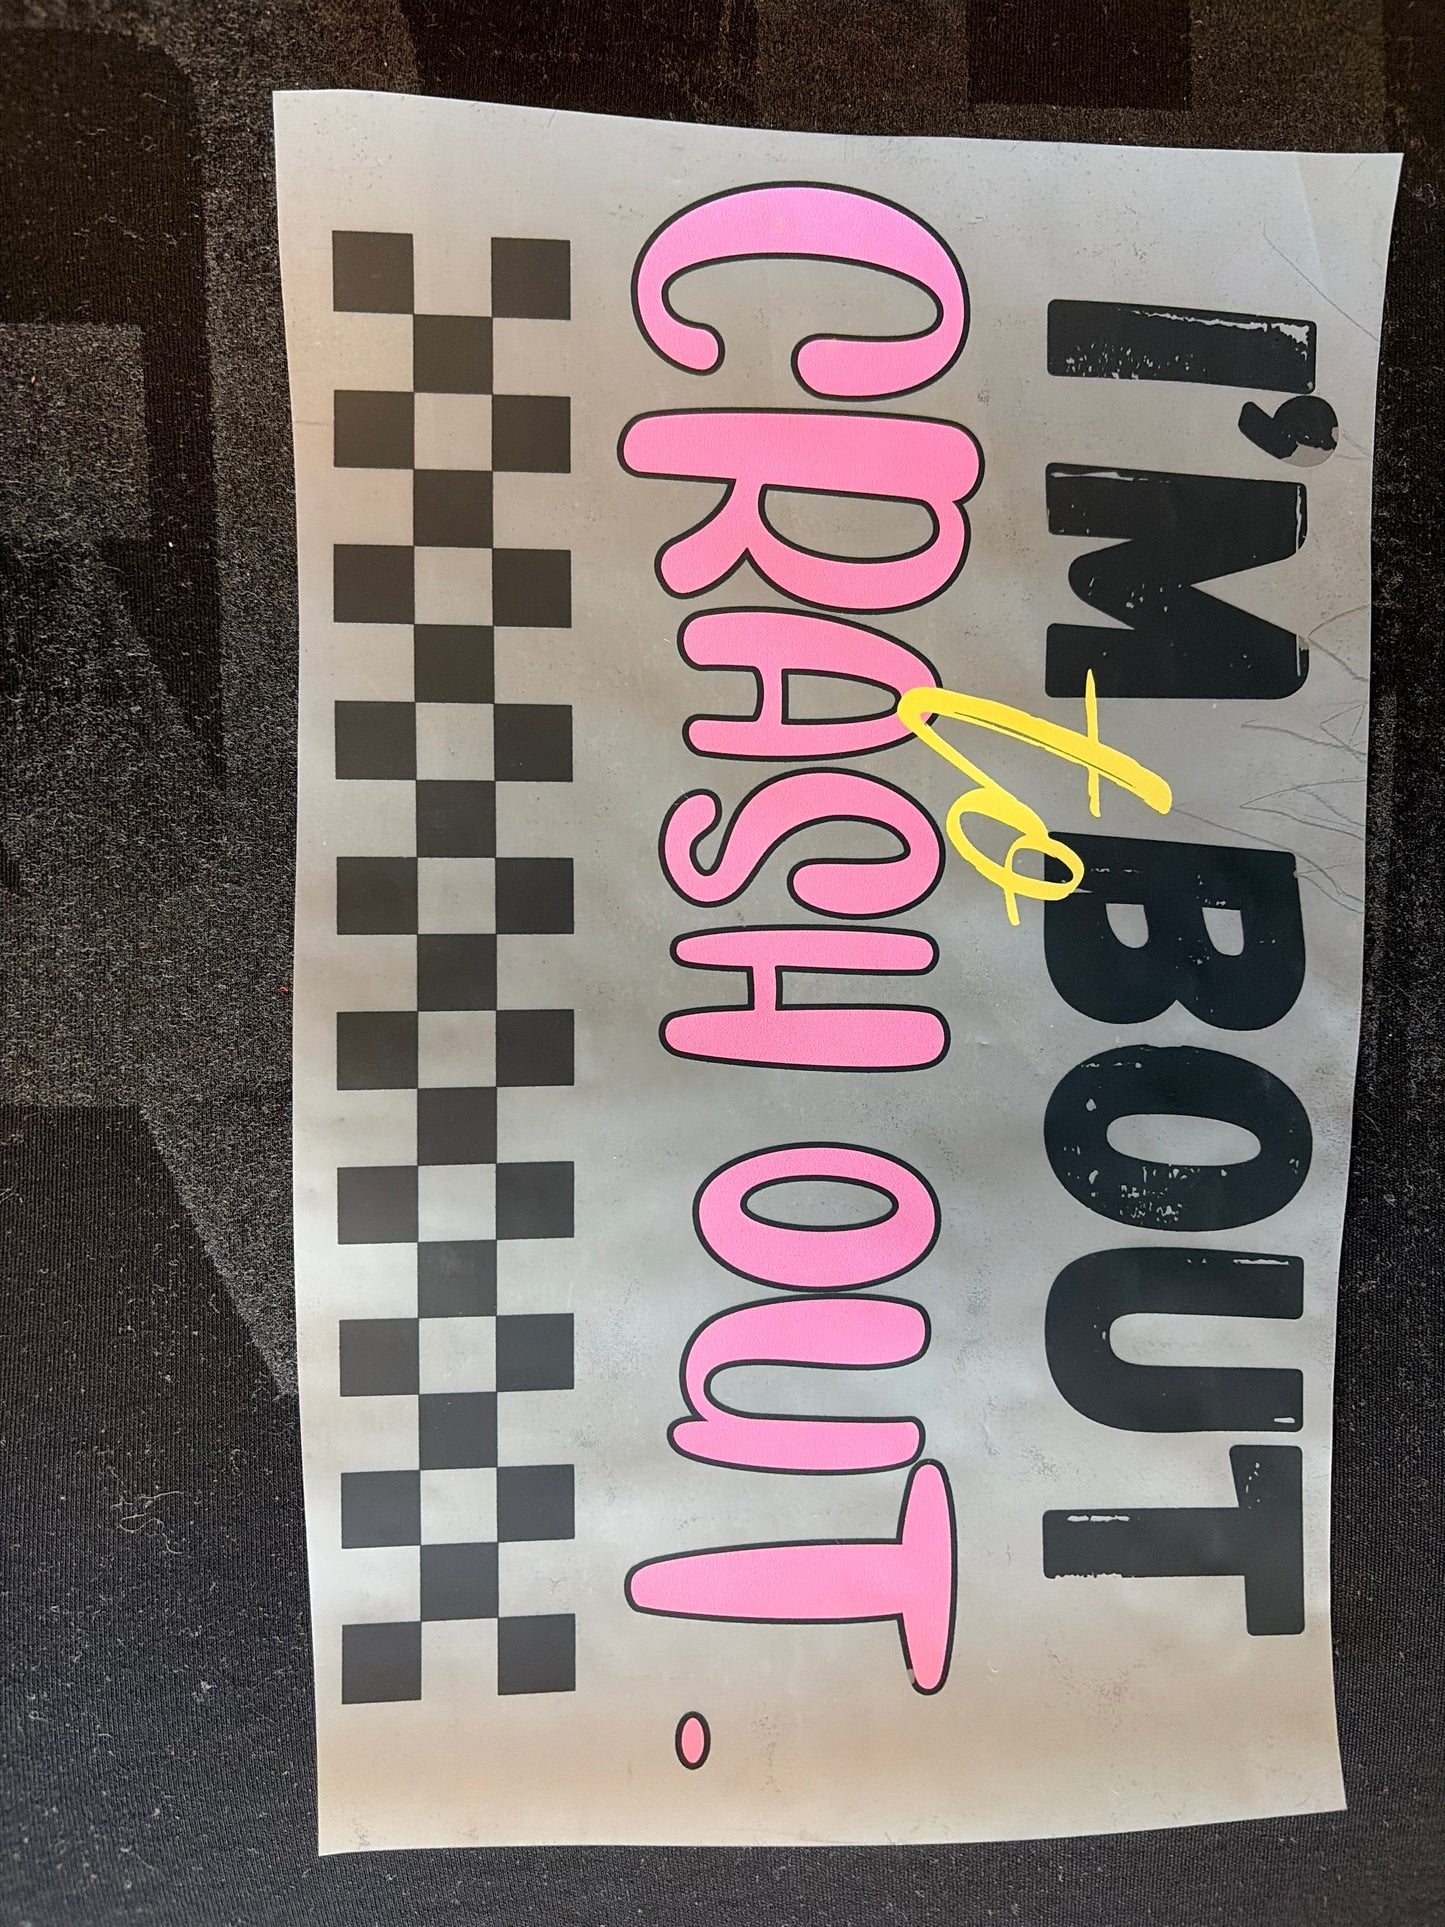 I'M BOUT
to
CRASH OUT.